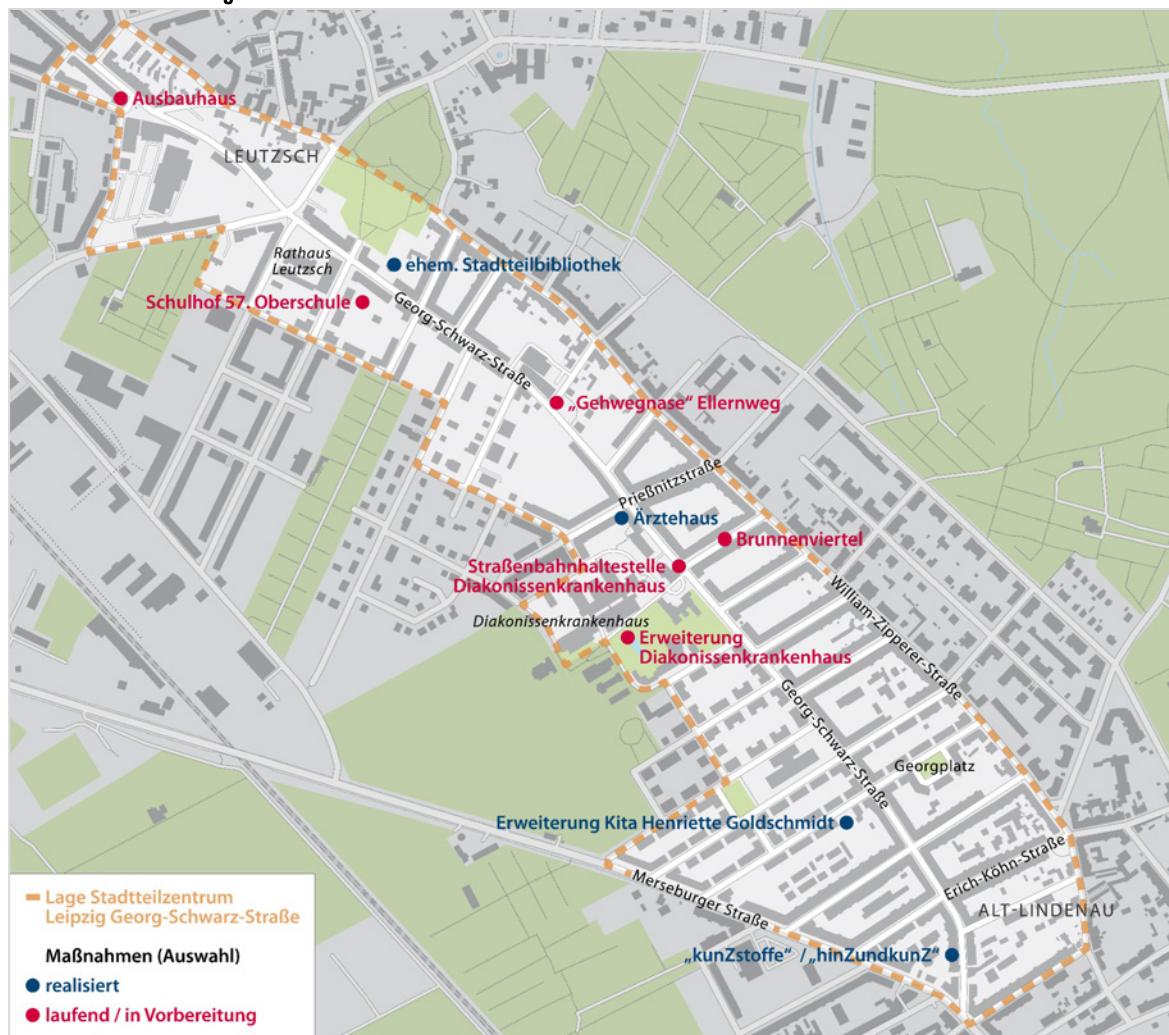 Ausbauhaus
LEUTZSCH
Rathaus
Leutzsch
ehem. Stadtteilbibliothek
Schulhof 57. Oberschule
Georg-Schwarz-Straße
„Gehwegnase“ Ellernweg
Prießnitzstraße
Ärztehaus
Brunnenviertel
Straßenbahnhaltestelle
Diakonissenkrankenhaus
William-Zipperer-Straße
Diakonissenkrankenhaus
Erweiterung
Diakonissenkrankenhaus
Georg-Schwarz-Straße
Georgplatz
Erweiterung Kita Henriette Goldschmidt
Merseburger Straße
Erich-Köhn-Straße
ALT-LINDENAU
„kunZstoffe“ / „hinZundkunZ“
Lage Stadtteilzentrum
Leipzig Georg-Schwarz-Straße
Maßnahmen (Auswahl)
realisiert
laufend / in Vorbereitung